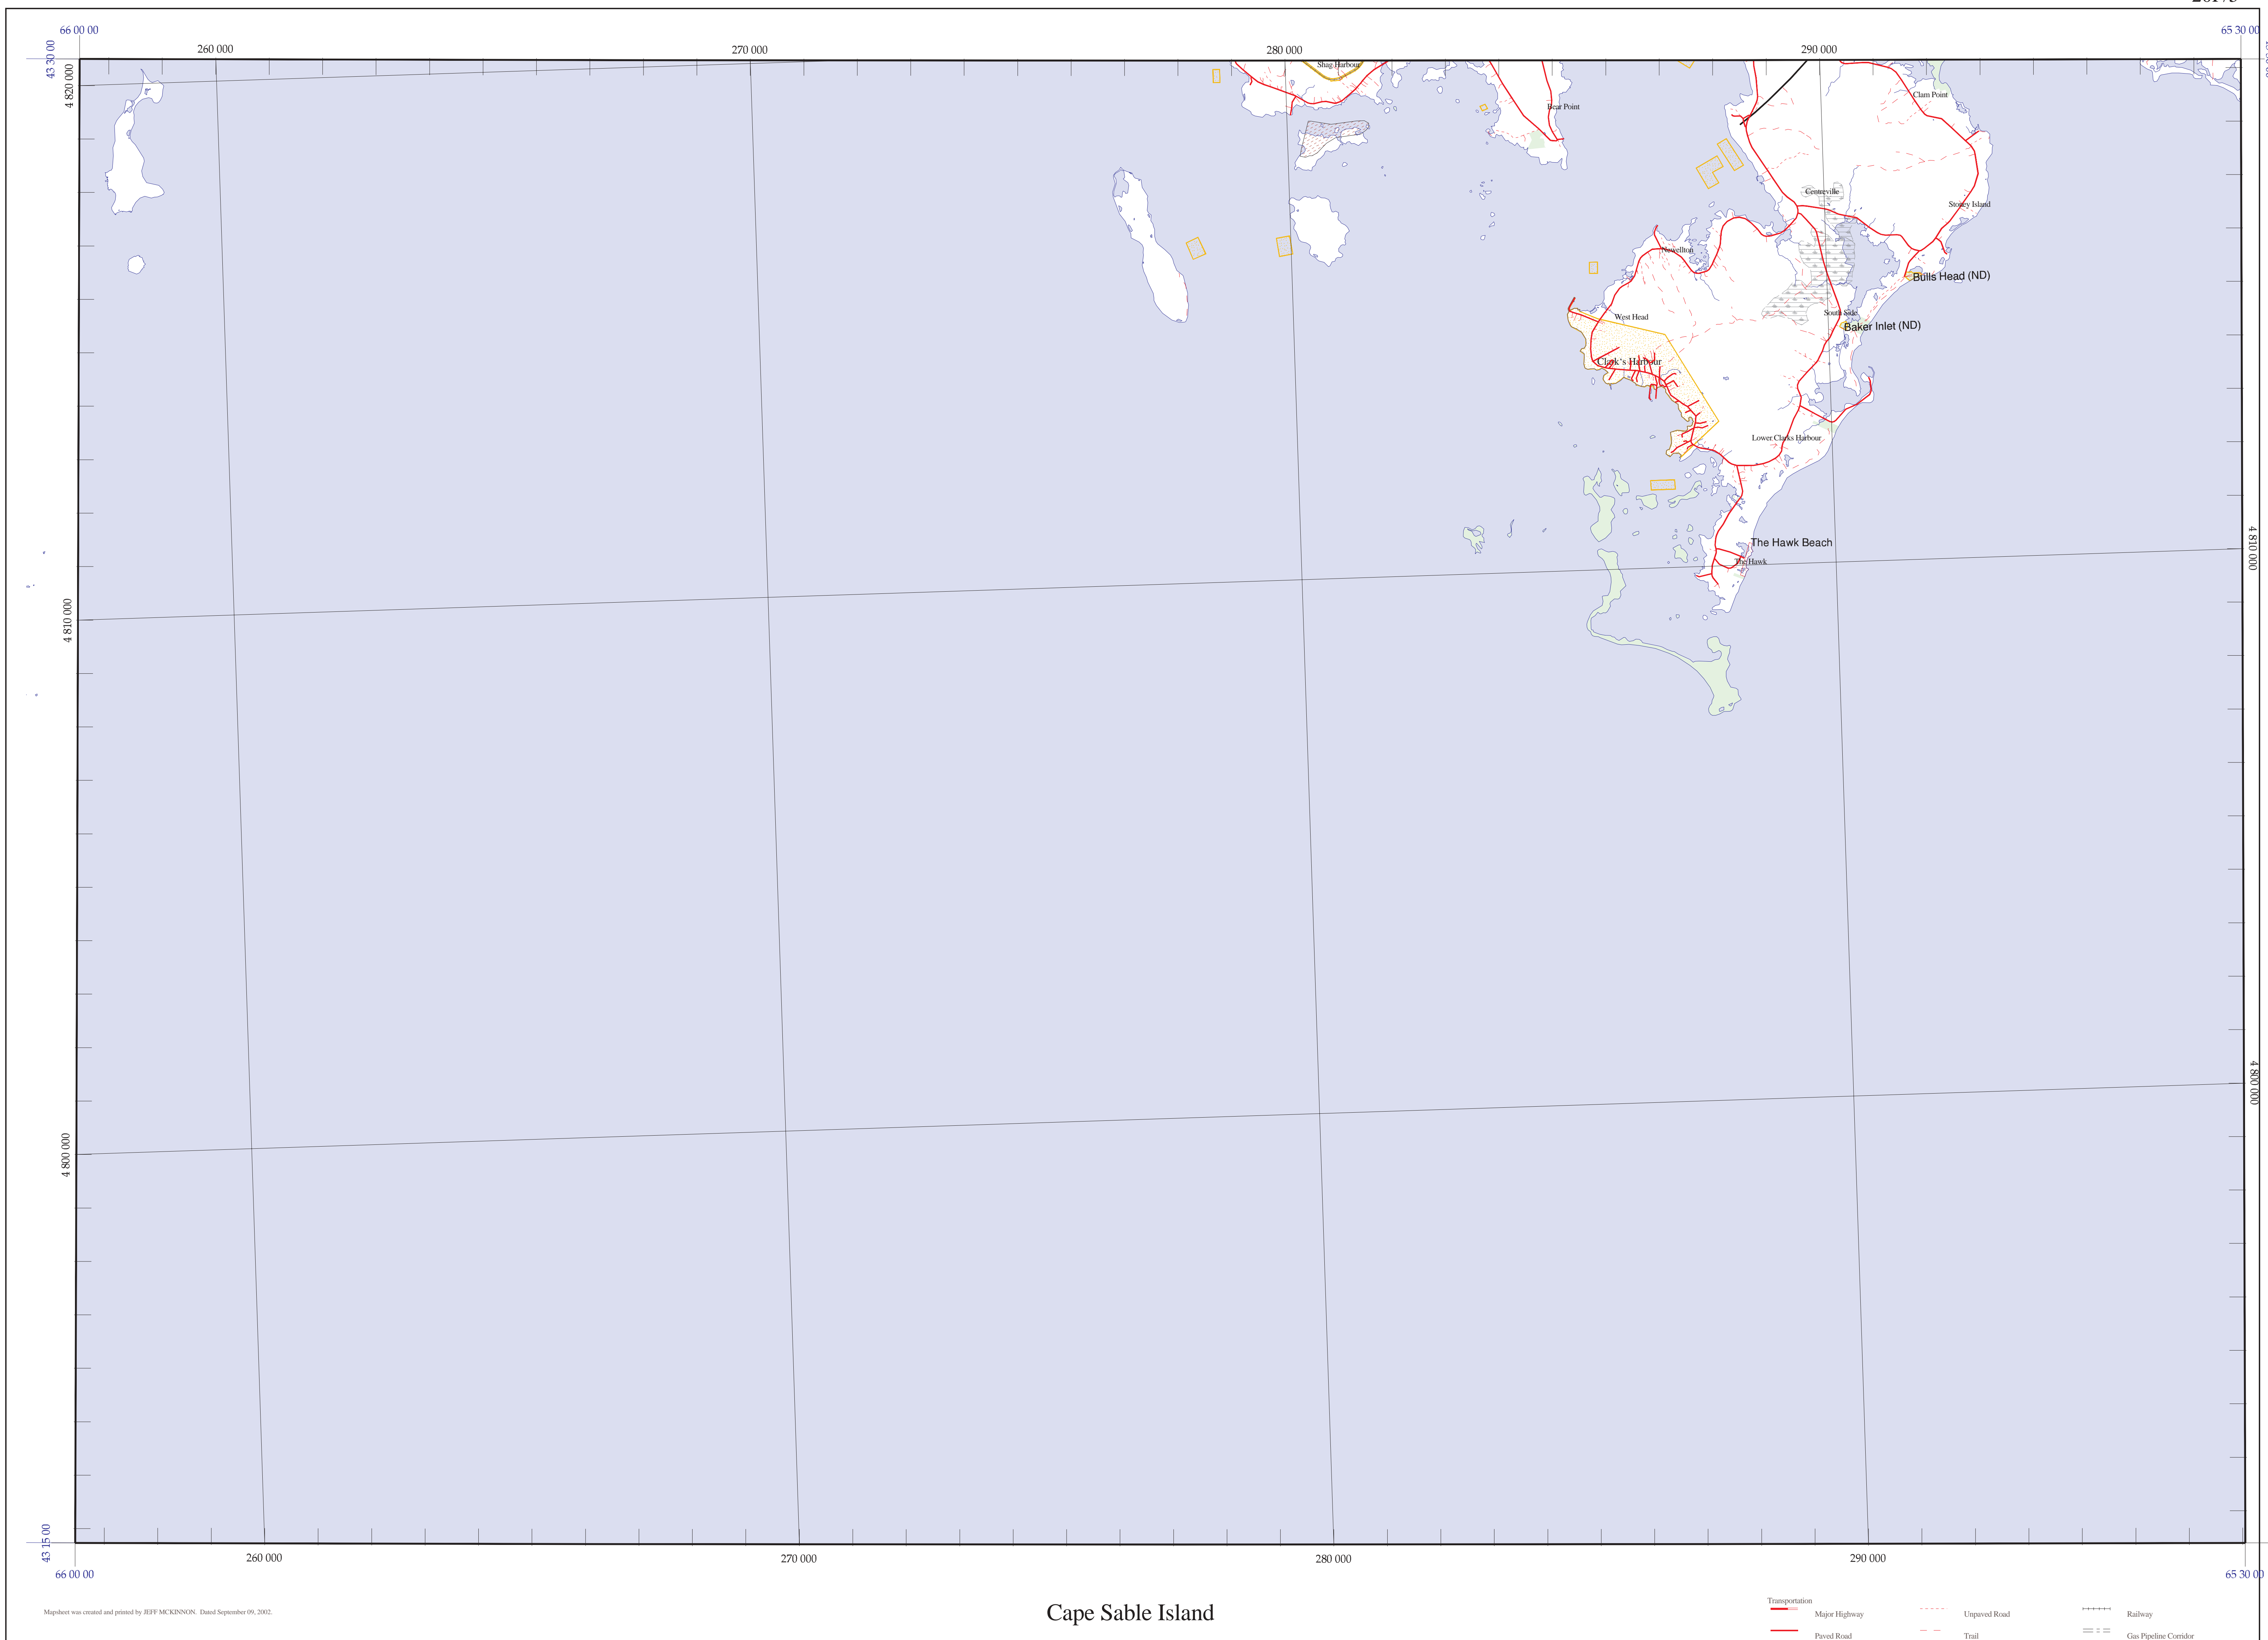 66 00 00
65 30 00
260 000
270 000
280 000
290 000
43 30 00
4 820 000
Shag Harbour
Bear Point
Clam Point
Centreville
Stoney Island
Newellton
Bulls Head (ND)
South Side
West Head
Baker Inlet (ND)
Clark's Harbour
Lower Clarks Harbour
The Hawk Beach
The Hawk
4 810 000
4 810 000
4 800 000
4 800 000
43 15 00
260 000
270 000
280 000
290 000
66 00 00
65 30 00
Cape Sable Island
Mapsheet was created and printed by JEFF MCKINNON. Dated September 09, 2002.
Transportation
Major Highway
Unpaved Road
Railway
Paved Road
Trail
Gas Pipeline Corridor